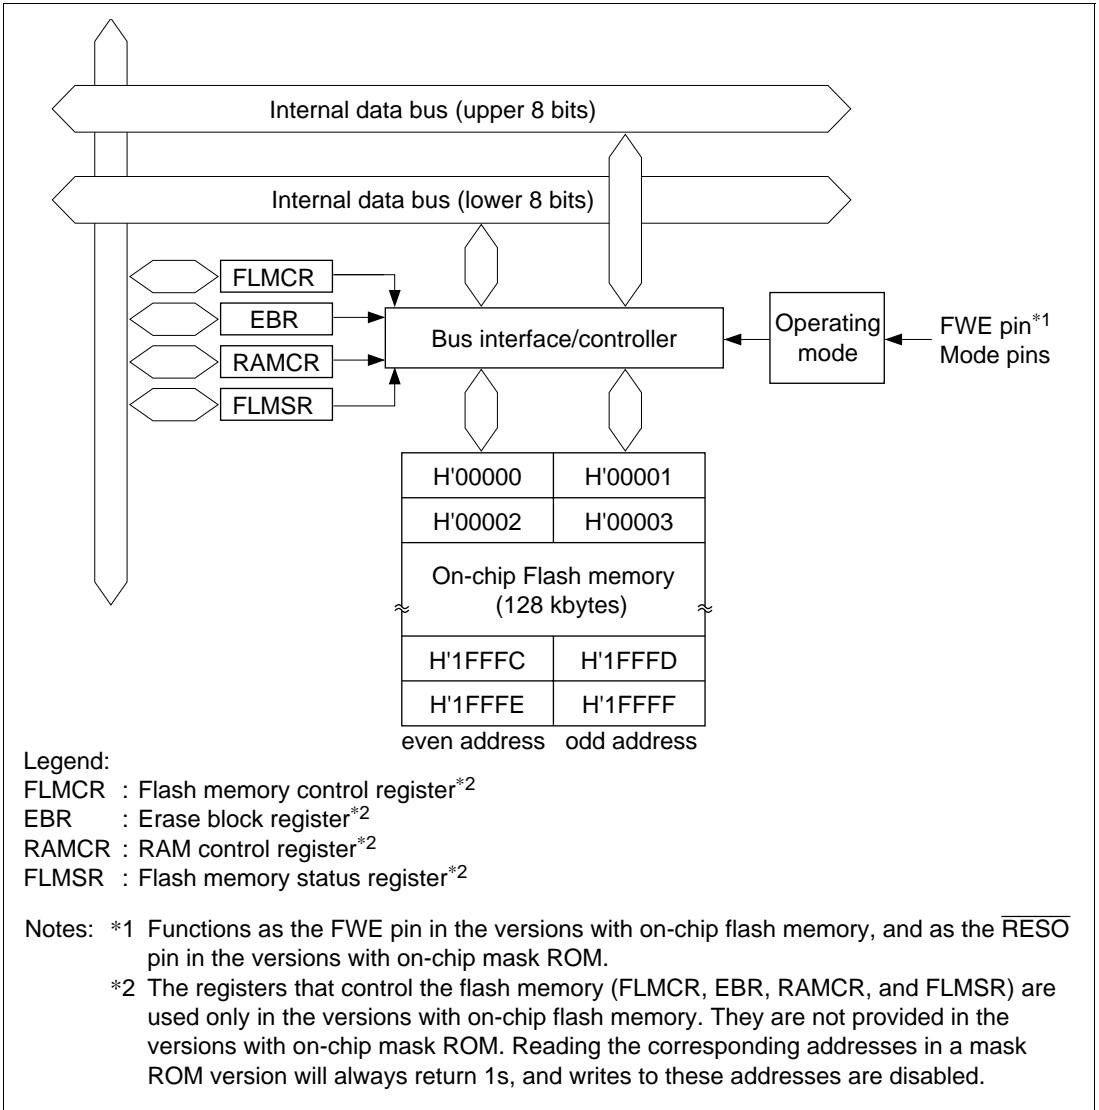 Internal data bus (upper 8 bits)
Internal data bus (lower 8 bits)
FLMCR
EBR
RAMCR
FLMSR
Bus interface/controller
Operating
mode
FWE pin*1
Mode pins
H'00000 H'00001
H'00002 H'00003
On-chip Flash memory
(128 kbytes)
H'1FFFC H'1FFFD
H'1FFFE H'1FFFF
even address odd address
Legend:
FLMCR : Flash memory control register*2
EBR : Erase block register*2
RAMCR : RAM control register*2
FLMSR : Flash memory status register*2
Notes: *1 Functions as the FWE pin in the versions with on-chip flash memory, and as the R̅E̅S̅O̅
pin in the versions with on-chip mask ROM.
*2 The registers that control the flash memory (FLMCR, EBR, RAMCR, and FLMSR) are
used only in the versions with on-chip flash memory. They are not provided in the
versions with on-chip mask ROM. Reading the corresponding addresses in a mask
ROM version will always return 1s, and writes to these addresses are disabled.